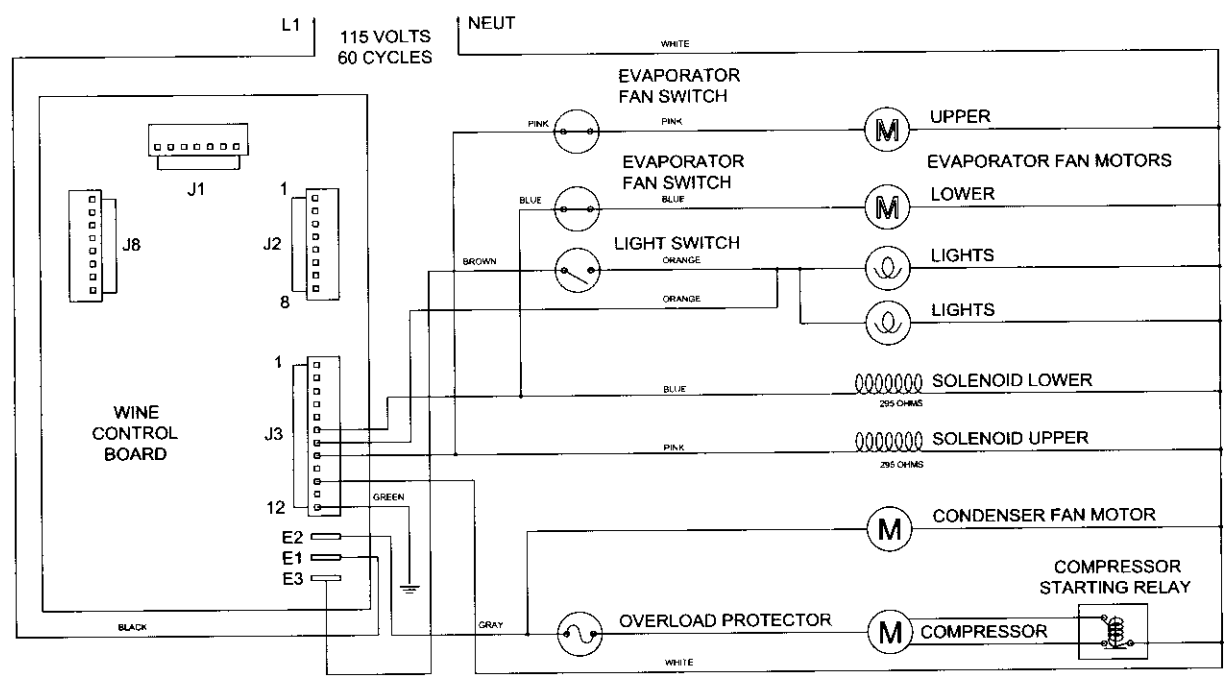 L1
NEUT
115 VOLTS
60 CYCLES
WHITE
EVAPORATOR
FAN SWITCH
PINK
PINK
UPPER
M
J1
EVAPORATOR
FAN SWITCH
EVAPORATOR FAN MOTORS
BLUE
BLUE
M
LOWER
1
J8
J2
8
LIGHT SWITCH
BROWN
ORANGE
LIGHTS
ORANGE
LIGHTS
1
BLUE
SOLENOID LOWER
295 OHMS
WINE
CONTROL
BOARD
J3
PINK
SOLENOID UPPER
295 OHMS
12
GREEN
M
CONDENSER FAN MOTOR
E2
E1
E3
COMPRESSOR
STARTING RELAY
BLACK
GRAY
OVERLOAD PROTECTOR
M
COMPRESSOR
WHITE